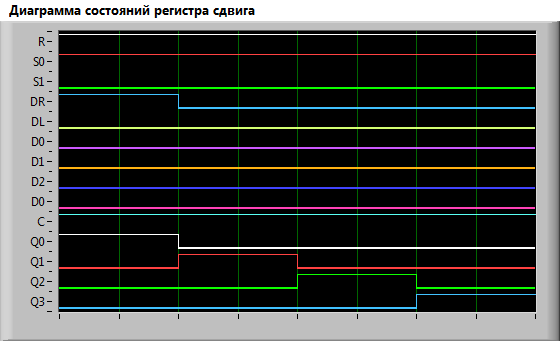 Диаграмма состояний регистра сдвига
R
S0
S1
DR
DL
D0
D1
D2
D0
C
Q0
Q1
Q2
Q3